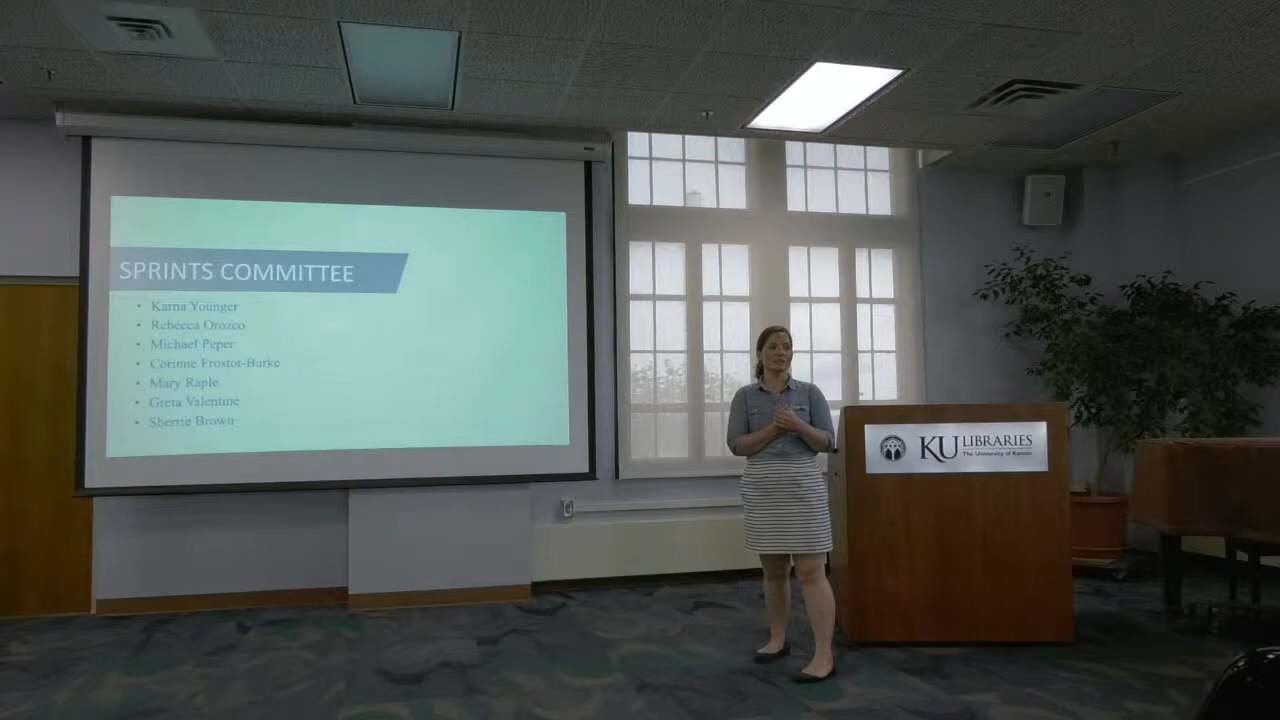 SPRINTS COMMITTEE
• Karna Younger
• Rebecca Orozco
• Michael Peper
• Corinne Frostot-Barke
• Mary Raple
• Greta Valentine
• Sherrie Brown
KU LIBRARIES
The University of Kansas